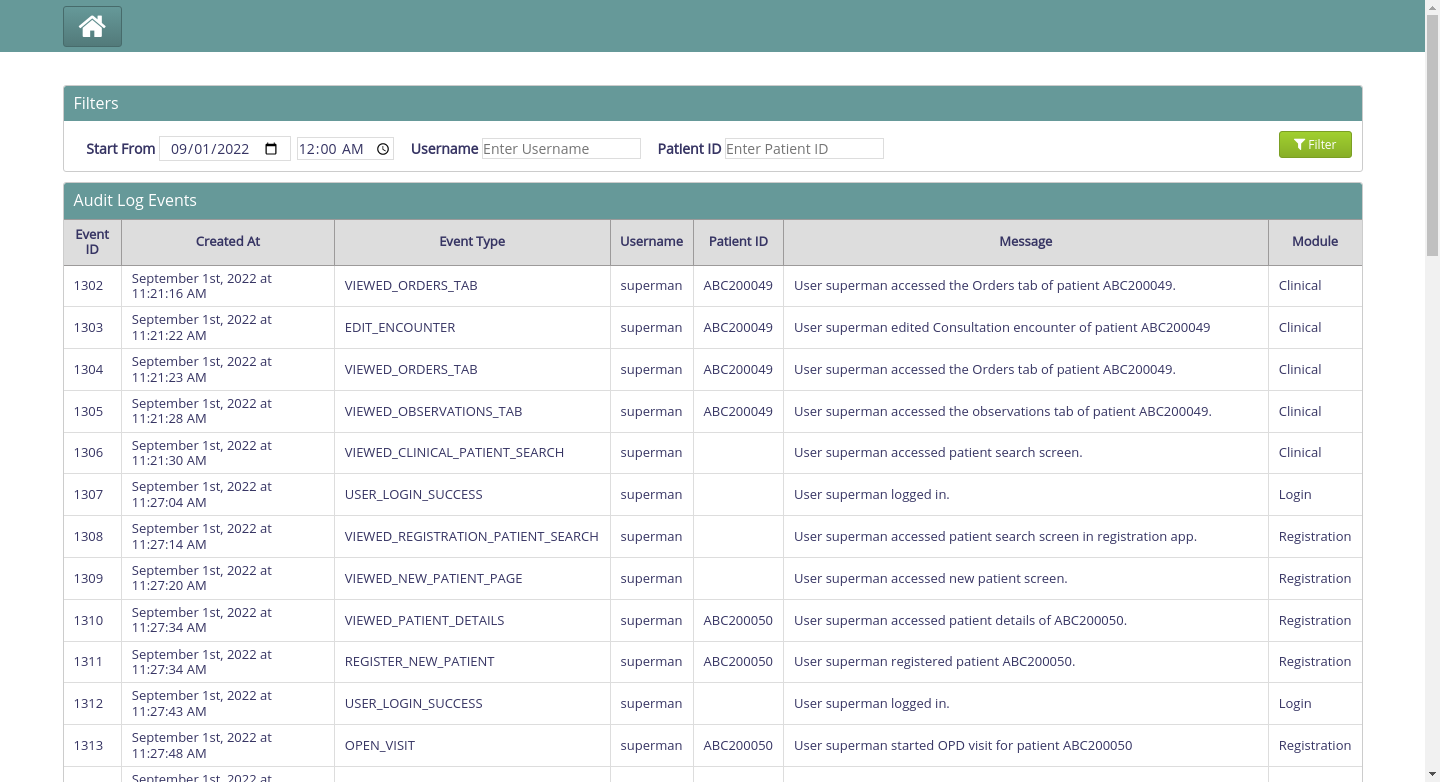 Filters
Start From 09/01/2022 12:00 AM Username Enter Username Patient ID Enter Patient ID Filter
Audit Log Events
Event ID Created At Event Type Username Patient ID Message Module
1302 September 1st, 2022 at 11:21:16 AM VIEWED_ORDERS_TAB superman ABC200049 User superman accessed the Orders tab of patient ABC200049. Clinical
1303 September 1st, 2022 at 11:21:22 AM EDIT_ENCOUNTER superman ABC200049 User superman edited Consultation encounter of patient ABC200049 Clinical
1304 September 1st, 2022 at 11:21:23 AM VIEWED_ORDERS_TAB superman ABC200049 User superman accessed the Orders tab of patient ABC200049. Clinical
1305 September 1st, 2022 at 11:21:28 AM VIEWED_OBSERVATIONS_TAB superman ABC200049 User superman accessed the observations tab of patient ABC200049. Clinical
1306 September 1st, 2022 at 11:21:30 AM VIEWED_CLINICAL_PATIENT_SEARCH superman User superman accessed patient search screen. Clinical
1307 September 1st, 2022 at 11:27:04 AM USER_LOGIN_SUCCESS superman User superman logged in. Login
1308 September 1st, 2022 at 11:27:14 AM VIEWED_REGISTRATION_PATIENT_SEARCH superman User superman accessed patient search screen in registration app. Registration
1309 September 1st, 2022 at 11:27:20 AM VIEWED_NEW_PATIENT_PAGE superman User superman accessed new patient screen. Registration
1310 September 1st, 2022 at 11:27:34 AM VIEWED_PATIENT_DETAILS superman ABC200050 User superman accessed patient details of ABC200050. Registration
1311 September 1st, 2022 at 11:27:34 AM REGISTER_NEW_PATIENT superman ABC200050 User superman registered patient ABC200050. Registration
1312 September 1st, 2022 at 11:27:43 AM USER_LOGIN_SUCCESS superman User superman logged in. Login
1313 September 1st, 2022 at 11:27:48 AM OPEN_VISIT superman ABC200050 User superman started OPD visit for patient ABC200050 Registration
September 1st, 2022 at